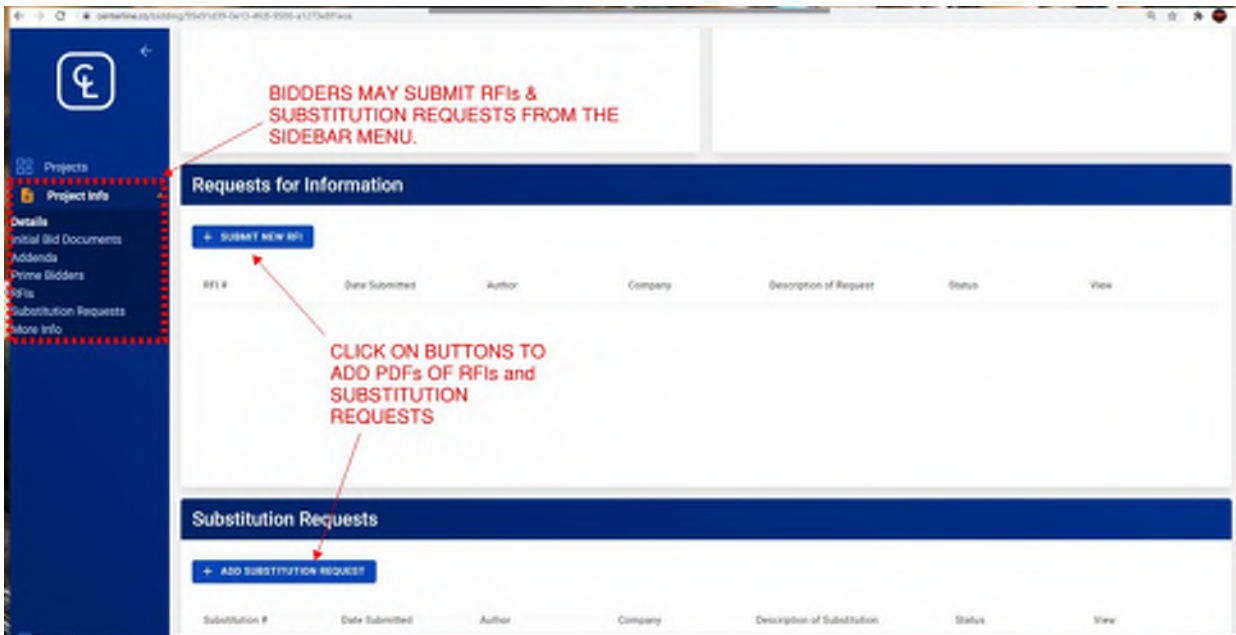 BIDDERS MAY SUBMIT RFIs &
SUBSTITUTION REQUESTS FROM THE
SIDEBAR MENU.
Projects
Project Info
Details
Initial Bid Documents
Addenda
Prime Bidders
RFIs
Substitution Requests
More Info
Requests for Information
+ SUBMIT NEW RFI
RFI # Date Submitted Author Company Description of Request Status View
CLICK ON BUTTONS TO
ADD PDFs OF RFIs and
SUBSTITUTION
REQUESTS
Substitution Requests
+ ADD SUBSTITUTION REQUEST
Substitution # Date Submitted Author Company Description of Substitution Status View